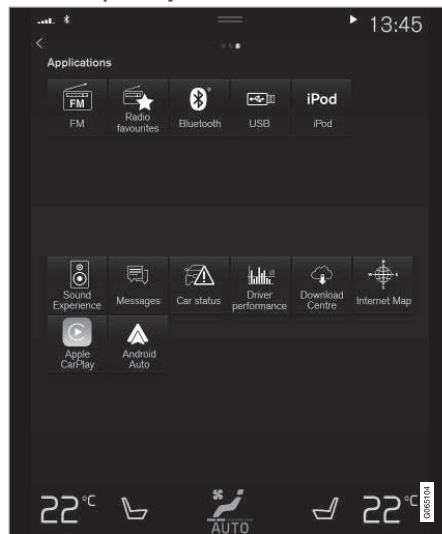 13:45
Applications
FM
FM
Radio
favourites
Bluetooth
USB
iPod
iPod
Sound
Experience
Messages
Car status
Driver
performance
Download
Centre
Internet Map
Apple
CarPlay
Android
Auto
22°C
AUTO
22°C
G065104